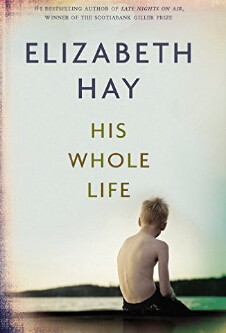 #1 BESTSELLING AUTHOR OF LATE NIGHTS ON AIR,
WINNER OF THE SCOTIABANK GILLER PRIZE
ELIZABETH
HAY
HIS
WHOLE
LIFE